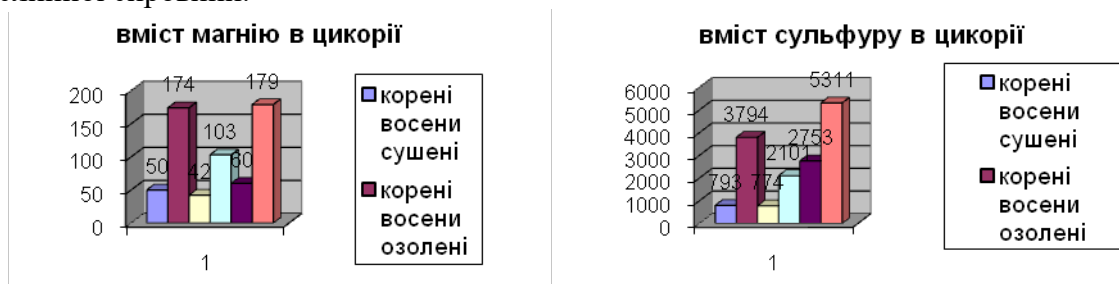 вміст магнію в цикорії
200
150
100
50
0
50
174
42
103
60
179
1
корені
восени
сушені
корені
восени
озолені
вміст сульфуру в цикорії
6000
5000
4000
3000
2000
1000
0
793
3794
774
2101
2753
5311
1
корені
восени
сушені
корені
восени
озолені